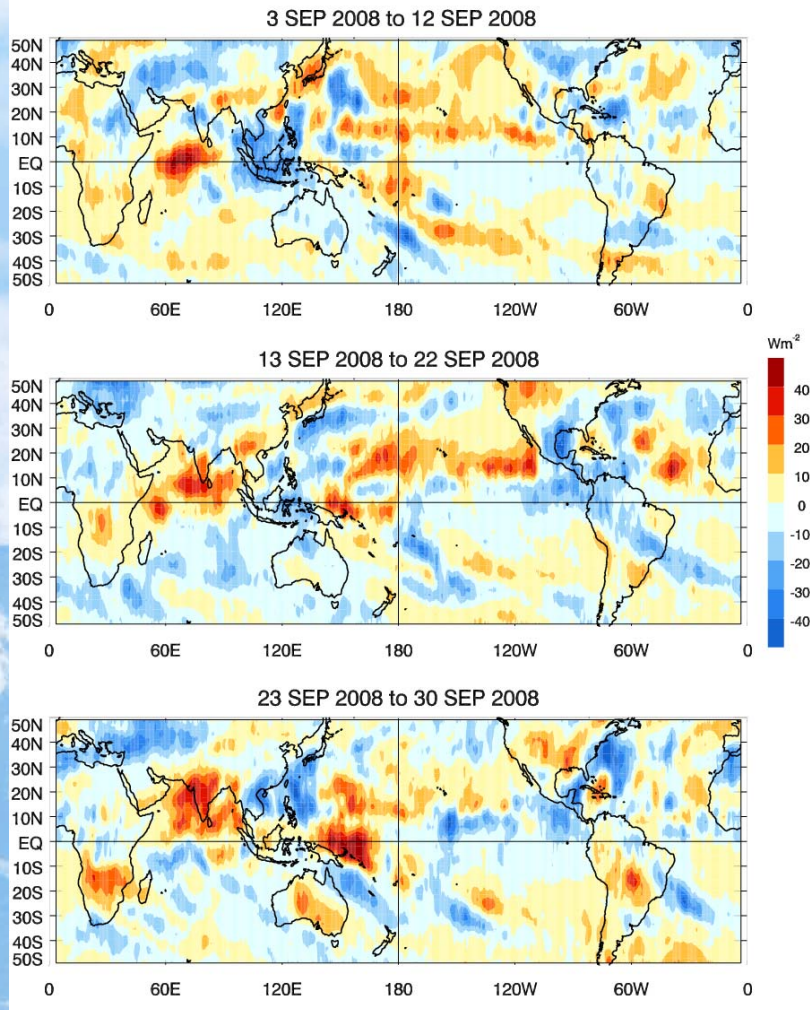 3 SEP 2008 to 12 SEP 2008
50N
40N
30N
20N
10N
EQ
10S
20S
30S
40S
50S
0 60E 120E 180 120W 60W 0
Wm-2
40
30
20
10
0
-10
-20
-30
-40
13 SEP 2008 to 22 SEP 2008
50N
40N
30N
20N
10N
EQ
10S
20S
30S
40S
50S
0 60E 120E 180 120W 60W 0
23 SEP 2008 to 30 SEP 2008
50N
40N
30N
20N
10N
EQ
10S
20S
30S
40S
50S
0 60E 120E 180 120W 60W 0